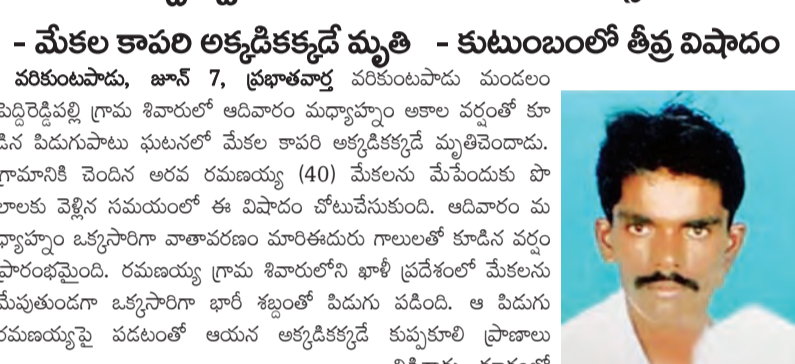 - మేకల కాపరి అక్కడికక్కడే మృతి - కుటుంబంలో తీవ్ర విషాదం
వరికుంటపాడు, జూన్ 7, ప్రభాతవార్త వరికుంటపాడు మండలం
పెద్దిరెడ్డిపల్లి గ్రామ శివారులో ఆదివారం మధ్యాహ్నం అకాల వర్షంతో కూ
డిన పిడుగుపాటు ఘటనలో మేకల కాపరి అక్కడికక్కడే మృతిచెందాడు.
గ్రామానికి చెందిన అరవ రమణయ్య (40) మేకలను మేపేందుకు పొ
లాలకు వెళ్లిన సమయంలో ఈ విషాదం చోటుచేసుకుంది. ఆదివారం మ
ధ్యాహ్నం ఒక్కసారిగా వాతావరణం మారిఈదురు గాలులతో కూడిన వర్షం
ప్రారంభమైంది. రమణయ్య గ్రామ శివారులోని ఖాళీ ప్రదేశంలో మేకలను
మేపుతుండగా ఒక్కసారిగా భారీ శబ్దంతో పిడుగు పడింది. ఆ పిడుగు
రమణయ్యపై పడటంతో ఆయన అక్కడికక్కడే కుప్పకూలి ప్రాణాలు